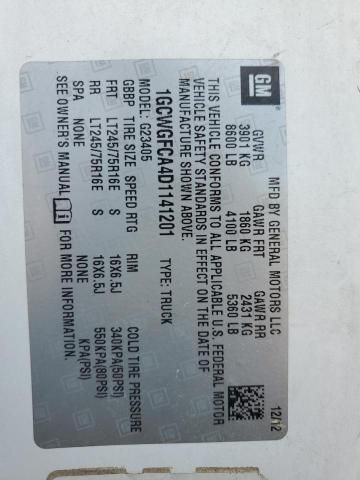 GM
MFD BY GENERAL MOTORS LLC
12/12
GVWR GAWR FRT GAWR RR
3901 KG 1860 KG 2431 KG
8600 LB 4100 LB 5360 LB
THIS VEHICLE CONFORMS TO ALL APPLICABLE U.S. FEDERAL MOTOR
VEHICLE SAFETY STANDARDS IN EFFECT ON THE DATE OF
MANUFACTURE SHOWN ABOVE.
1GCWGFCA4D1141201 TYPE: TRUCK
MODEL: G23405
GBBP TIRE SIZE SPEED RTG RIM COLD TIRE PRESSURE
FRT LT245/75R16E S 16X6.5J 340KPA(50PSI)
RR LT245/75R16E S 16X6.5J 550KPA(80PSI)
SPA NONE NONE KPA(PSI)
SEE OWNER'S MANUAL FOR MORE INFORMATION.